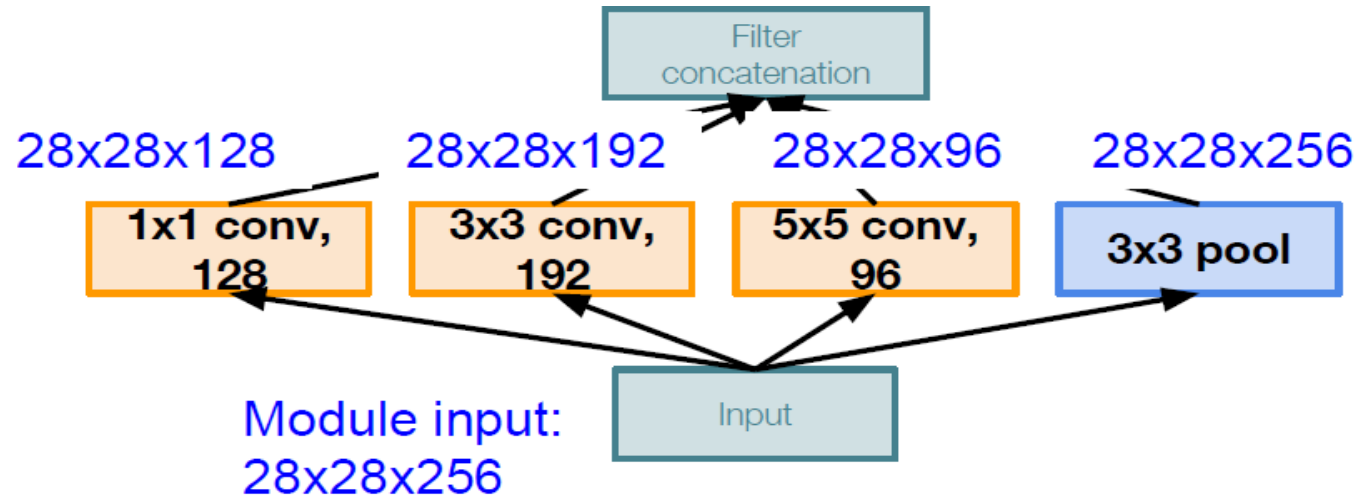 Filter
concatenation
28x28x128
28x28x192
28x28x96
28x28x256
1x1 conv,
128
3x3 conv,
192
5x5 conv,
96
3x3 pool
Input
Module input:
28x28x256